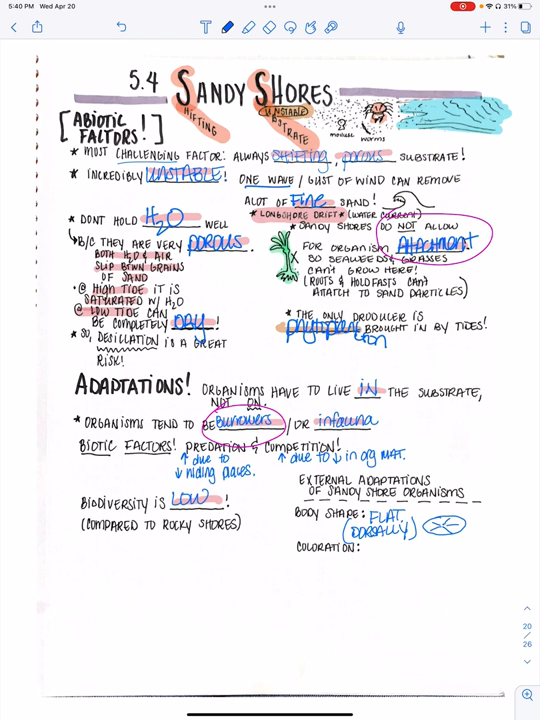 5:40 PM Wed Apr 20
31%
5.4 SANDY SHORES
SHIFTING
UNSTABLE
SUBSTRATE
[ABIOTIC FACTORS!]
mollusc worms
* MOST CHALLENGING FACTOR: ALWAYS shifting, porous SUBSTRATE!
* INCREDIBLY UNSTABLE! ONE WAVE / GUST OF WIND CAN REMOVE
ALOT OF Fine SAND!
* LONGSHORE DRIFT * (WATER CURRENT)
* DONT HOLD H2O WELL
B/C THEY ARE VERY porous.
BOTH H2O & AIR
SLIP BTWN GRAINS
OF SAND
* @ HIGH TIDE IT IS
SATURATED W/ H2O
@ LOW TIDE CAN
BE COMPLETELY DRY!
* SO, DESILLATION IS A GREAT
RISK!
* SANDY SHORES DO NOT ALLOW
FOR ORGANISM Attachment.
SO SEAWEEDS & GRASSES
CAN'T GROW HERE!
(ROOTS & HOLDFASTS CAN'T
ATATCH TO SAND PARTICLES)
* THE ONLY PRODUCER IS
phytoplankton BROUGHT IN BY TIDES!
ADAPTATIONS! ORGANISMS HAVE TO LIVE IN THE SUBSTRATE,
NOT ON.
* ORGANISMS TEND TO BE Burrowers / OR infauna
BIOTIC FACTORS! PREDATION & COMPETITION!
↑ due to
↓ hiding places.
↑ due to ↓ in org MAT.
BIODIVERSITY IS LOW!
(COMPARED TO ROCKY SHORES)
EXTERNAL ADAPTATIONS
OF SANDY SHORE ORGANISMS
BODY SHAPE: FLAT
(DORSALLY)
COLORATION:
20
/
26